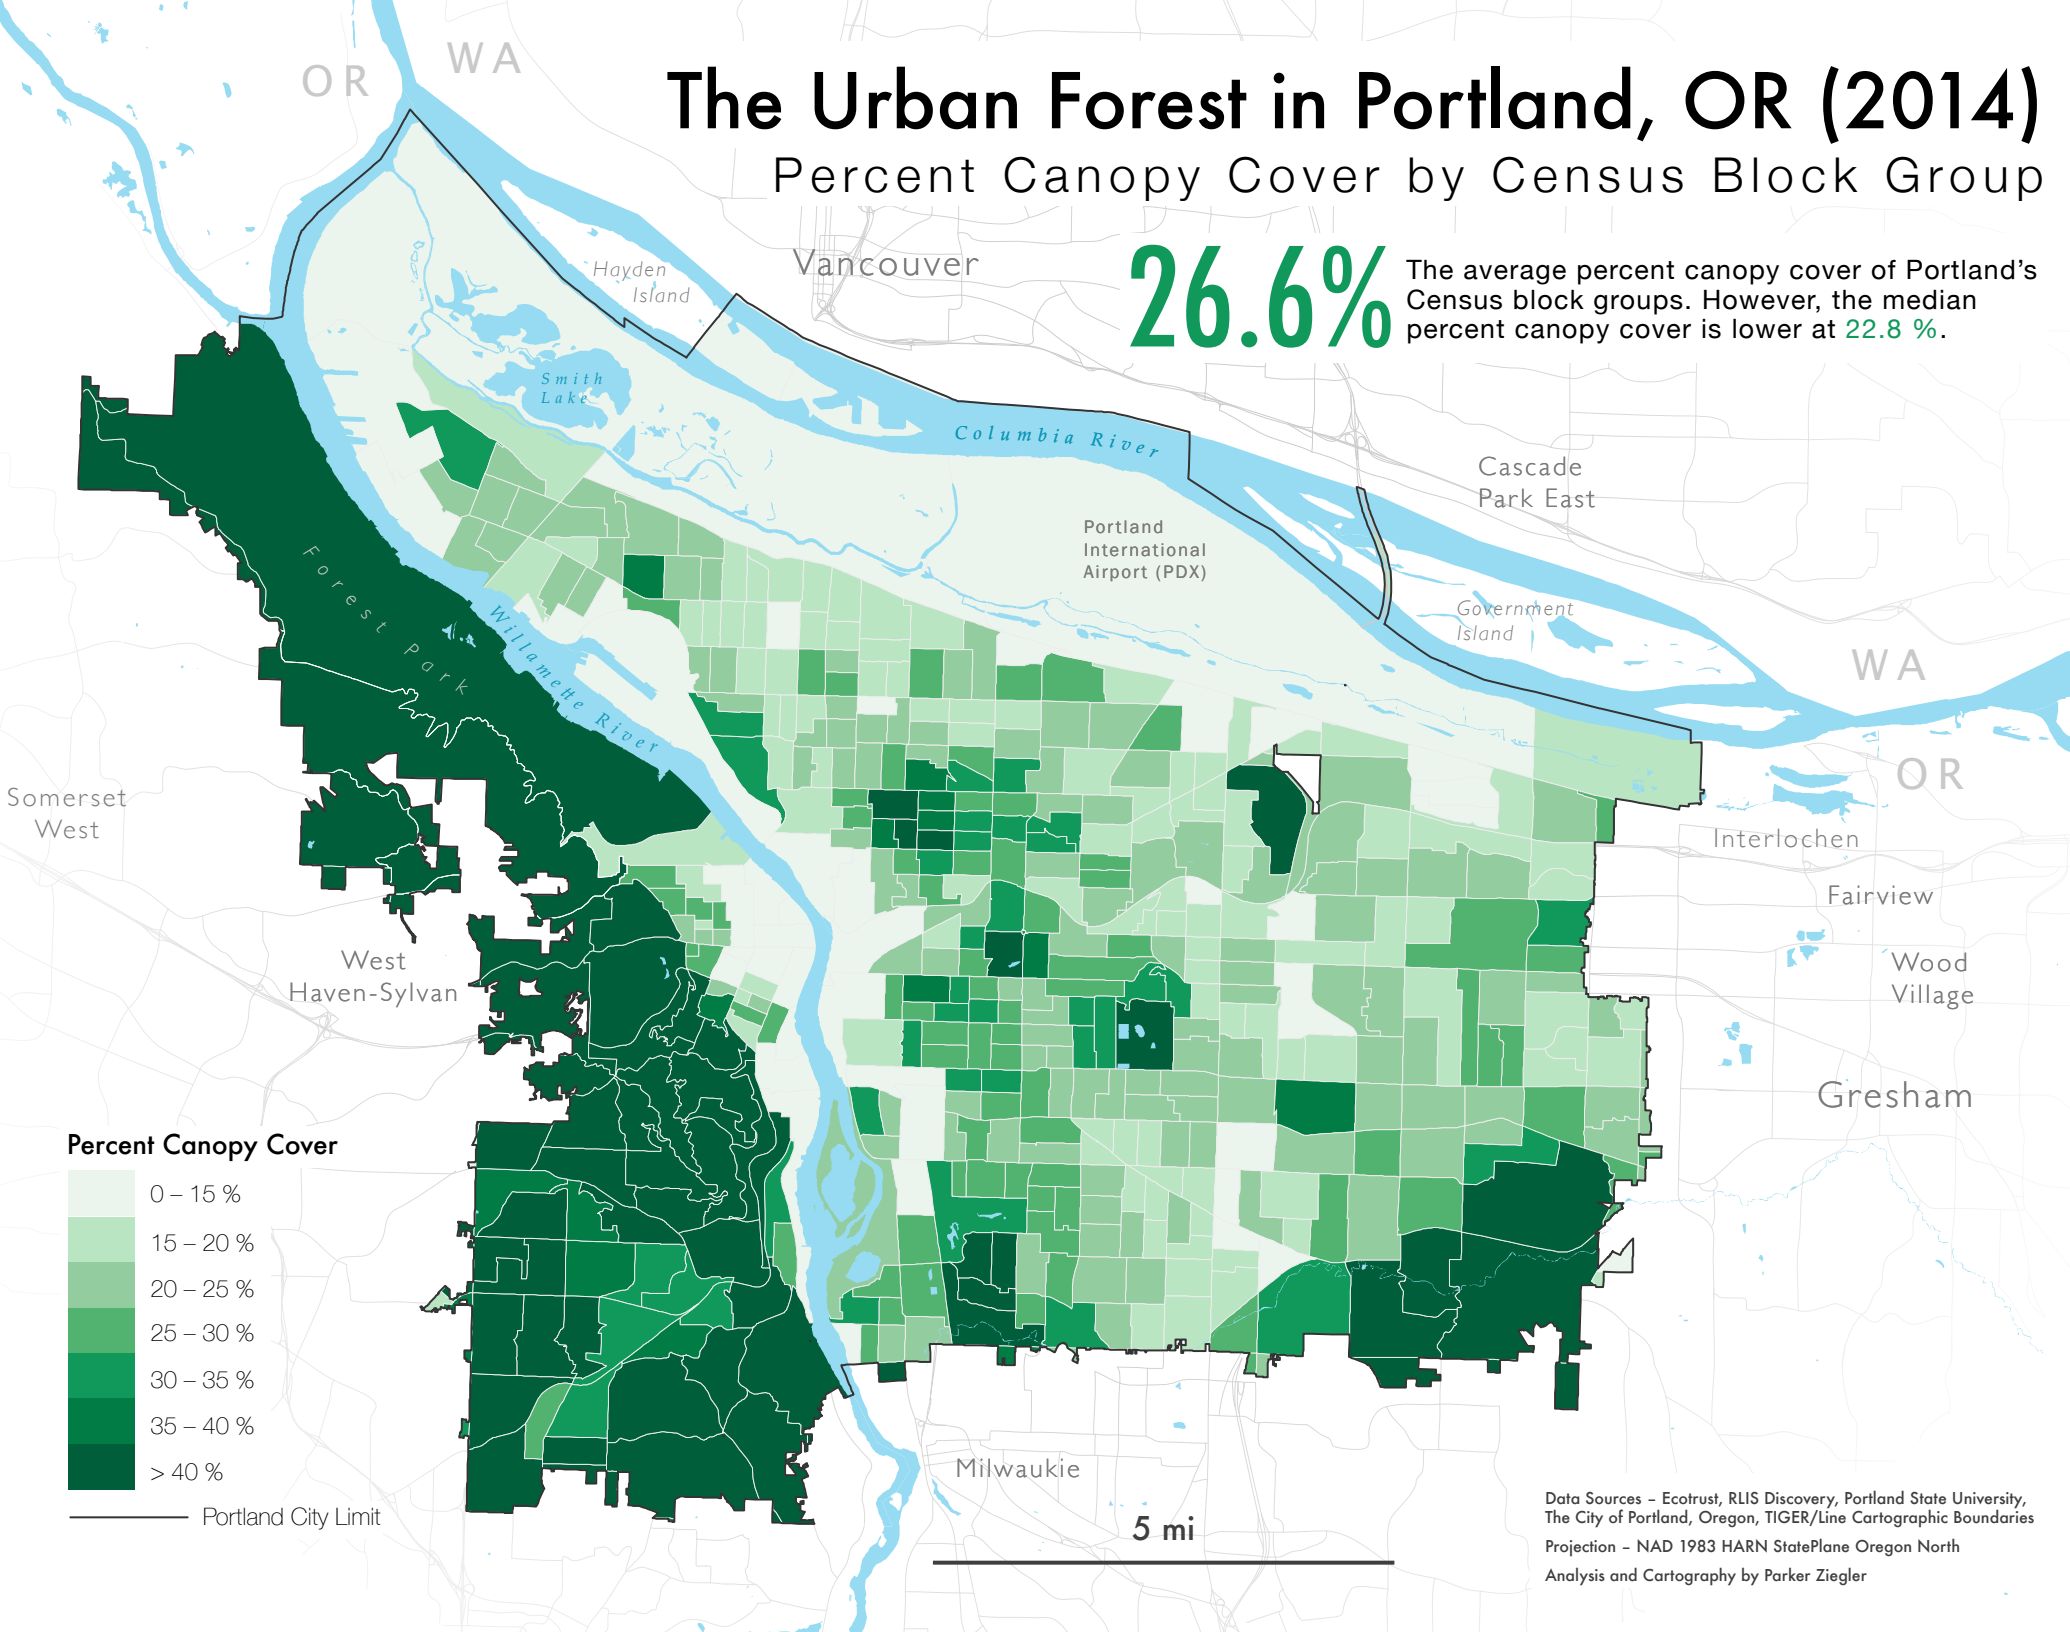 The Urban Forest in Portland, OR (2014)
Percent Canopy Cover by Census Block Group
26.6%
The average percent canopy cover of Portland's
Census block groups. However, the median
percent canopy cover is lower at 22.8 %.
OR
WA
Hayden
Island
Vancouver
Smith
Lake
Columbia River
Cascade
Park East
Portland
International
Airport (PDX)
Government
Island
WA
OR
Forest Park
Willamette River
Somerset
West
Interlochen
Fairview
West
Haven-Sylvan
Wood
Village
Gresham
Milwaukie
Percent Canopy Cover
0 – 15 %
15 – 20 %
20 – 25 %
25 – 30 %
30 – 35 %
35 – 40 %
> 40 %
Portland City Limit
5 mi
Data Sources – Ecotrust, RLIS Discovery, Portland State University,
The City of Portland, Oregon, TIGER/Line Cartographic Boundaries
Projection – NAD 1983 HARN StatePlane Oregon North
Analysis and Cartography by Parker Ziegler